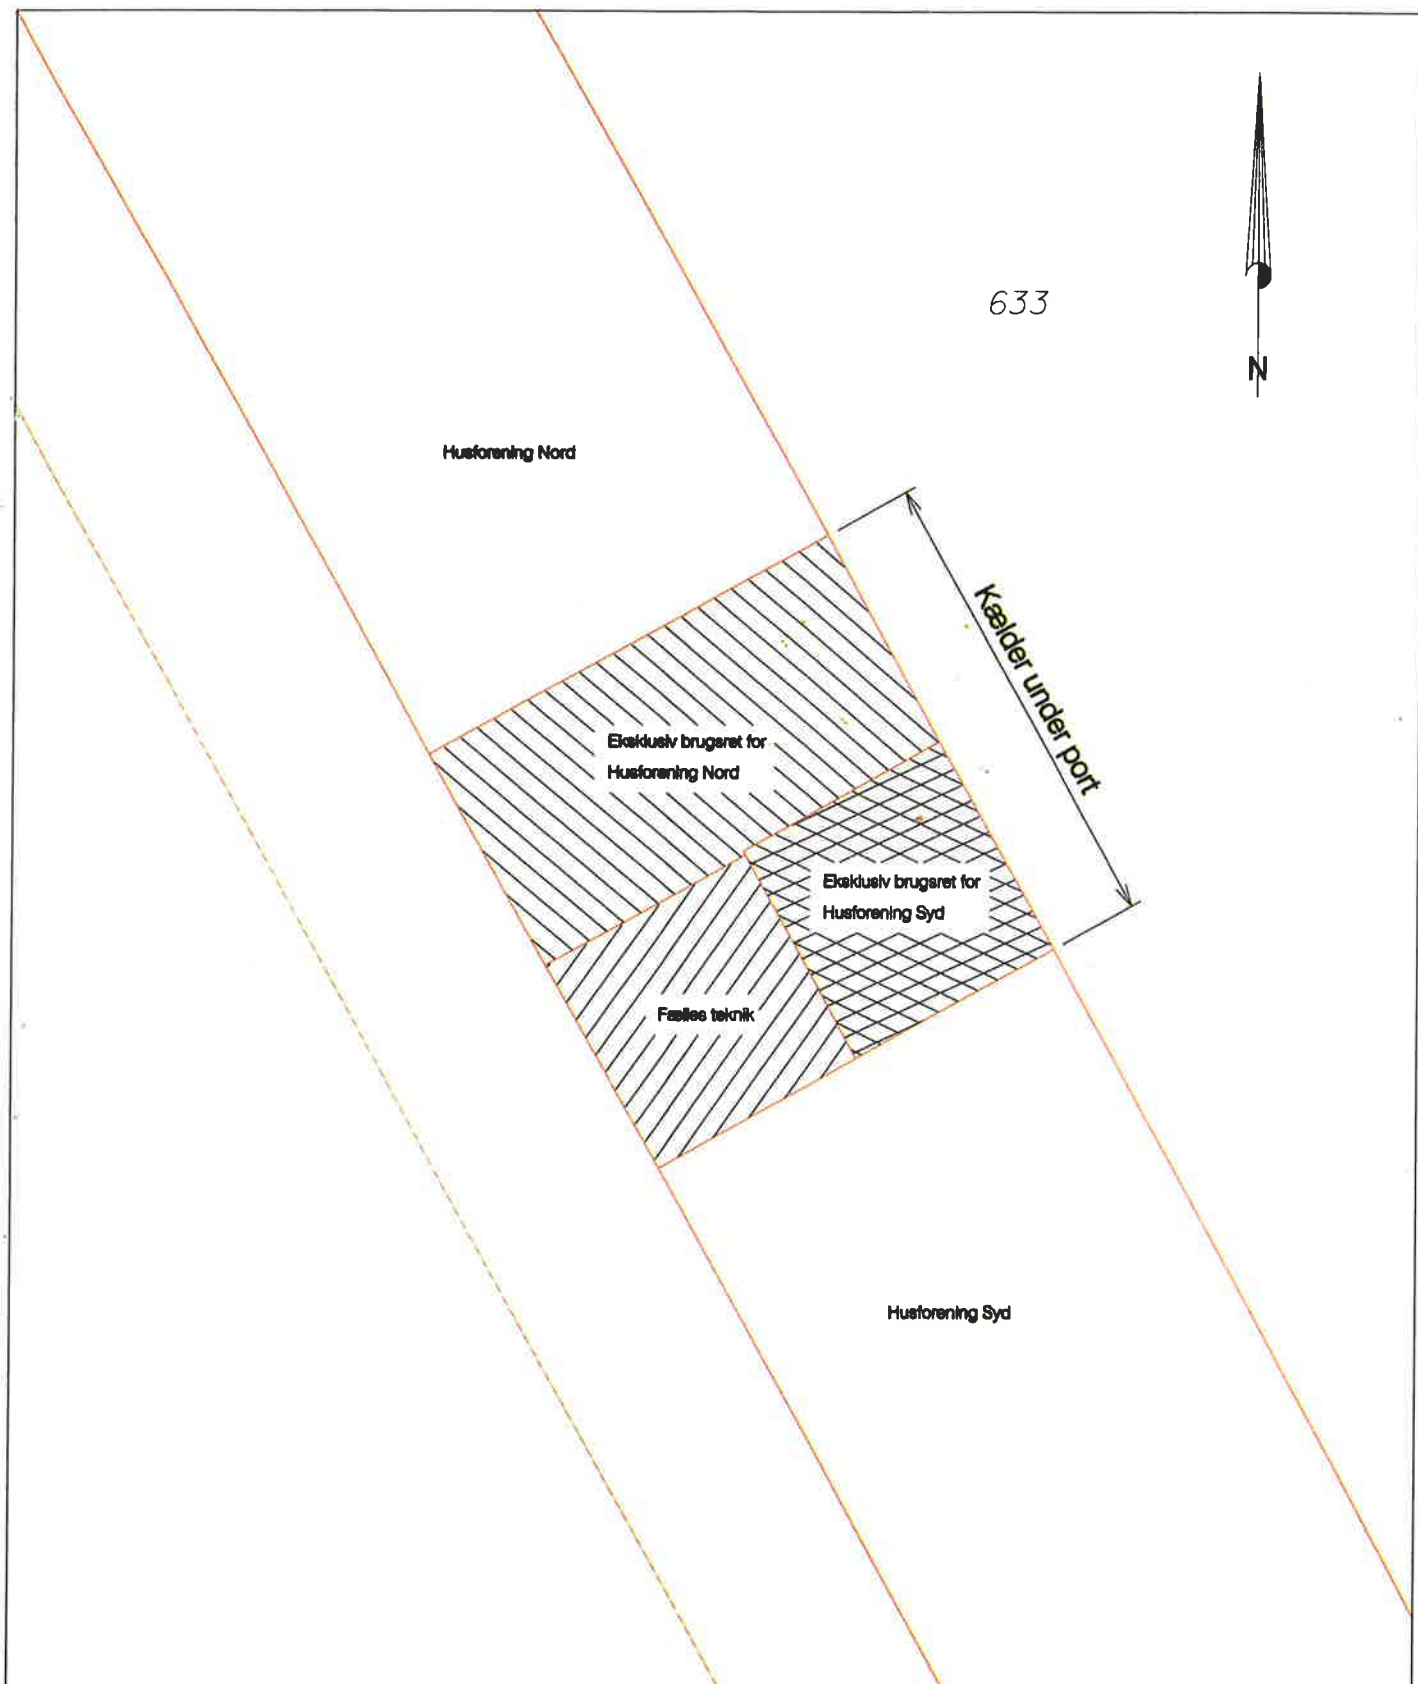 633
N
Husforening Nord
Kælder under port
Eksklusiv brugsret for
Husforening Nord
Eksklusiv brugsret for
Husforening Syd
Fælles teknik
Husforening Syd